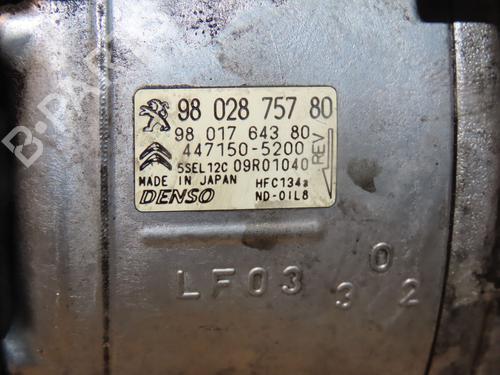 98 028 757 80
98 017 643 80
447150-5200
5SEL12C 09R01040
REV
MADE IN JAPAN HFC134a
DENSO ND-OIL8
LF03 3 0 2
B-PARTS